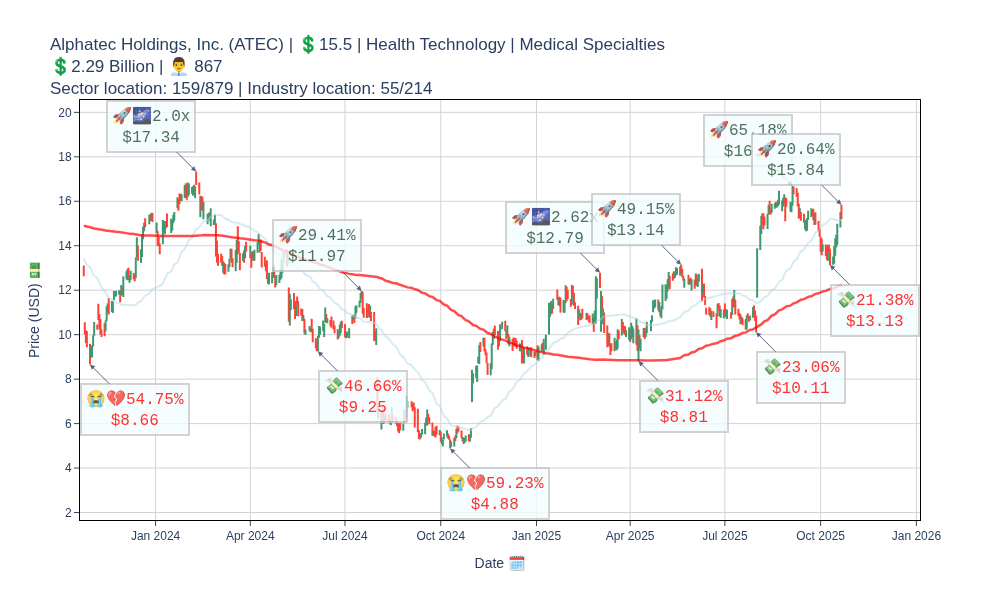 Alphatec Holdings, Inc. (ATEC) | 💲15.5 | Health Technology | Medical Specialties
💲2.29 Billion | 👨‍💼 867
Sector location: 159/879 | Industry location: 55/214
🚀🌌2.0x
$17.34
🚀29.41%
$11.97
🚀🌌2.62
$12.79
🚀49.15%
$13.14
🚀65.18%
$16
🚀20.64%
$15.84
😭💔54.75%
$8.66
💸46.66%
$9.25
😭💔59.23%
$4.88
💸31.12%
$8.81
💸23.06%
$10.11
💸21.38%
$13.13
20
18
16
14
12
10
8
6
4
2
Price (USD) 💵
Jan 2024
Apr 2024
Jul 2024
Oct 2024
Jan 2025
Apr 2025
Jul 2025
Oct 2025
Jan 2026
Date 🗓️